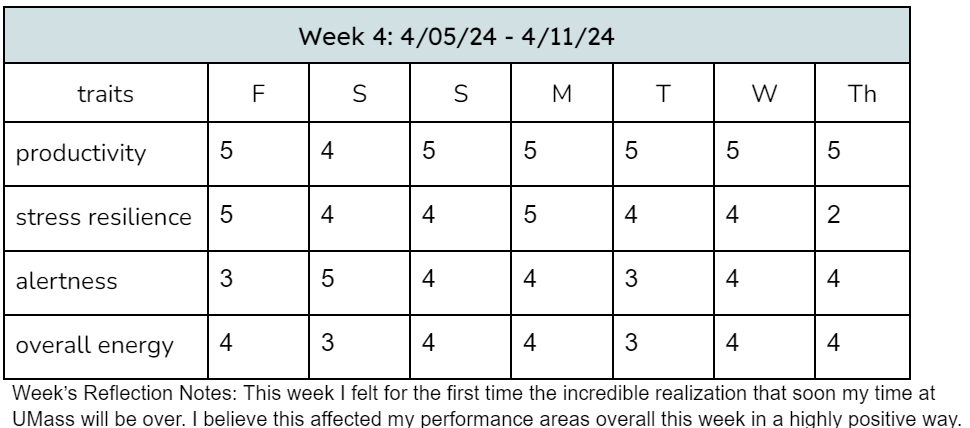 Week 4: 4/05/24 - 4/11/24
traits F S S M T W Th
productivity 5 4 5 5 5 5 5
stress resilience 5 4 4 5 4 4 2
alertness 3 5 4 4 3 4 4
overall energy 4 3 4 4 3 4 4
Week's Reflection Notes: This week I felt for the first time the incredible realization that soon my time at
UMass will be over. I believe this affected my performance areas overall this week in a highly positive way.